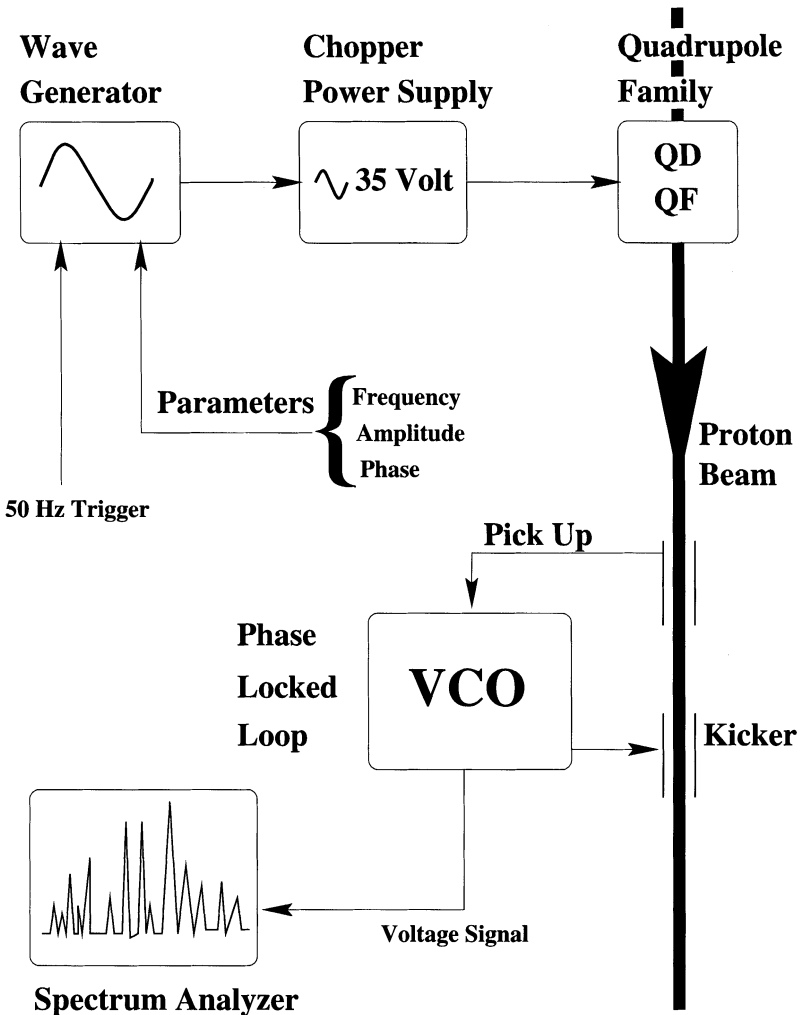 Wave
Generator
Chopper
Power Supply
Quadrupole
Family
35 Volt
QD
QF
Parameters
Frequency
Amplitude
Phase
50 Hz Trigger
Proton
Beam
Pick Up
Phase
Locked
Loop
VCO
Kicker
Voltage Signal
Spectrum Analyzer